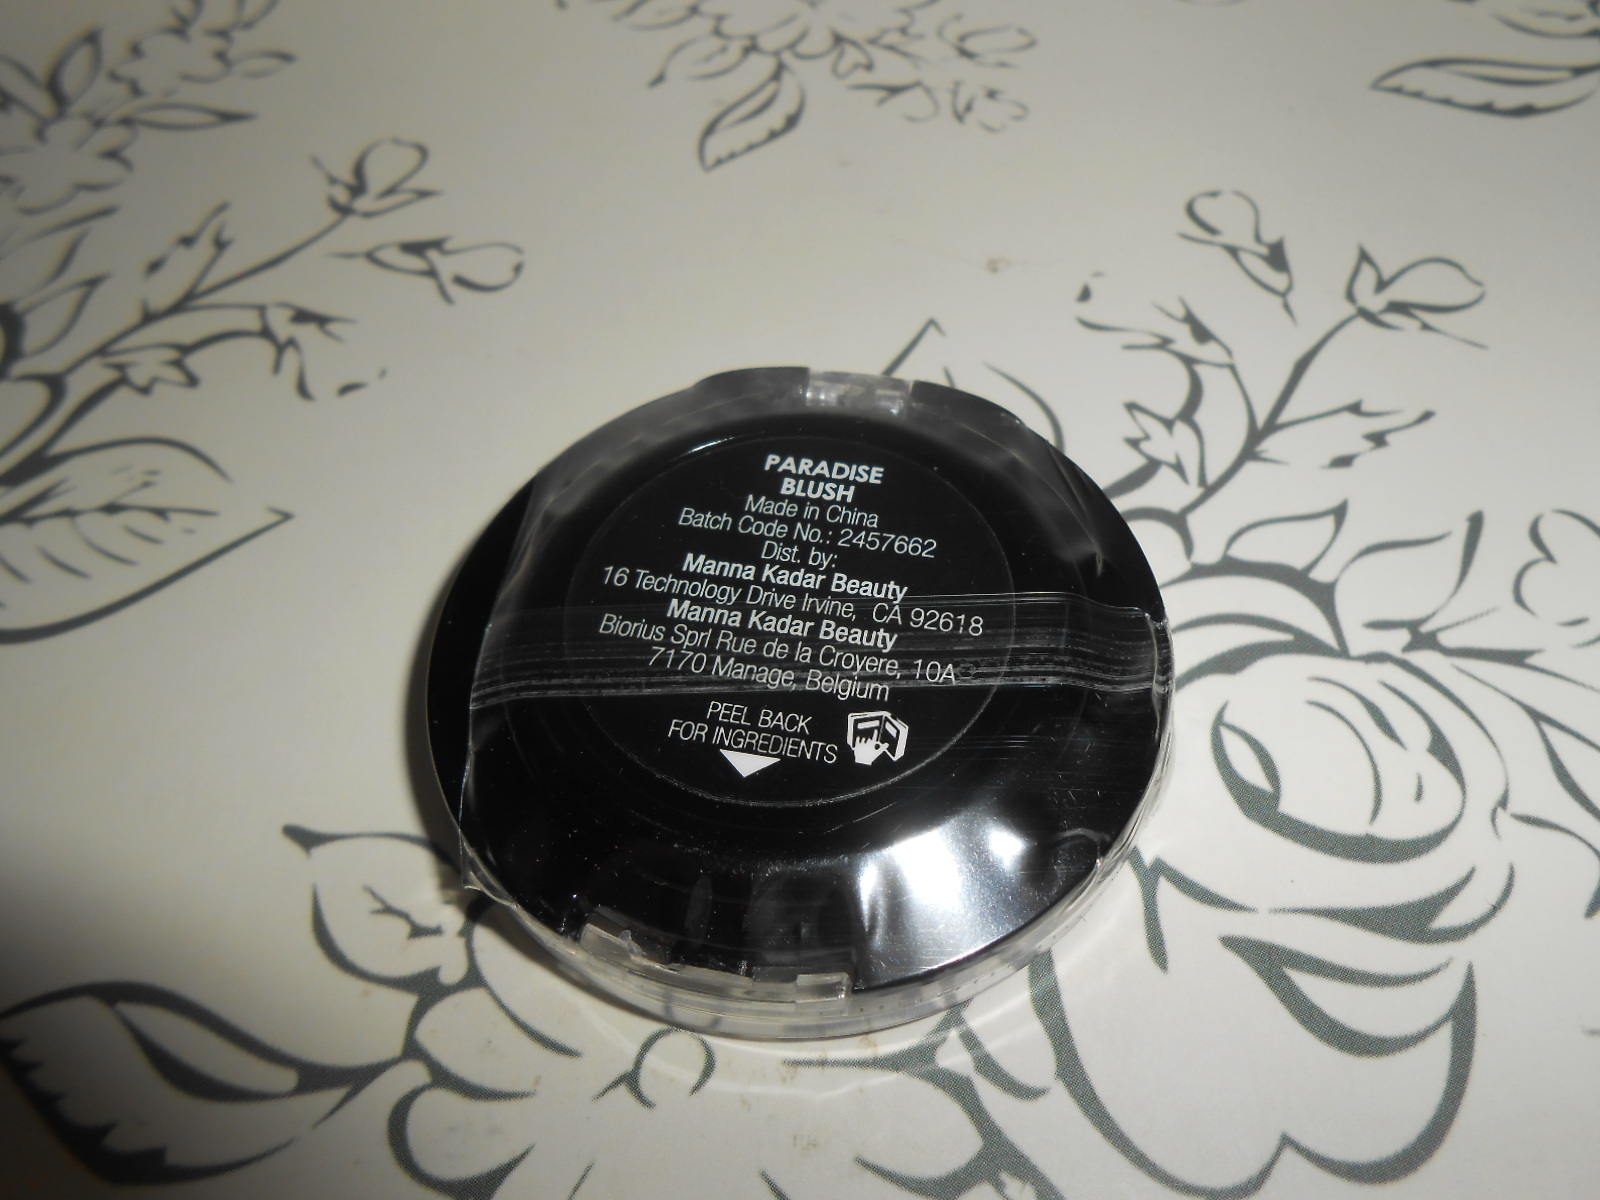 PARADISE
BLUSH
Made in China
Batch Code No.: 2457662
Dist. by:
Manna Kadar Beauty
16 Technology Drive Irvine, CA 92618
Manna Kadar Beauty
Biorius Sprl Rue de la Croyere, 10A
7170 Manage, Belgium
PEEL BACK
FOR INGREDIENTS